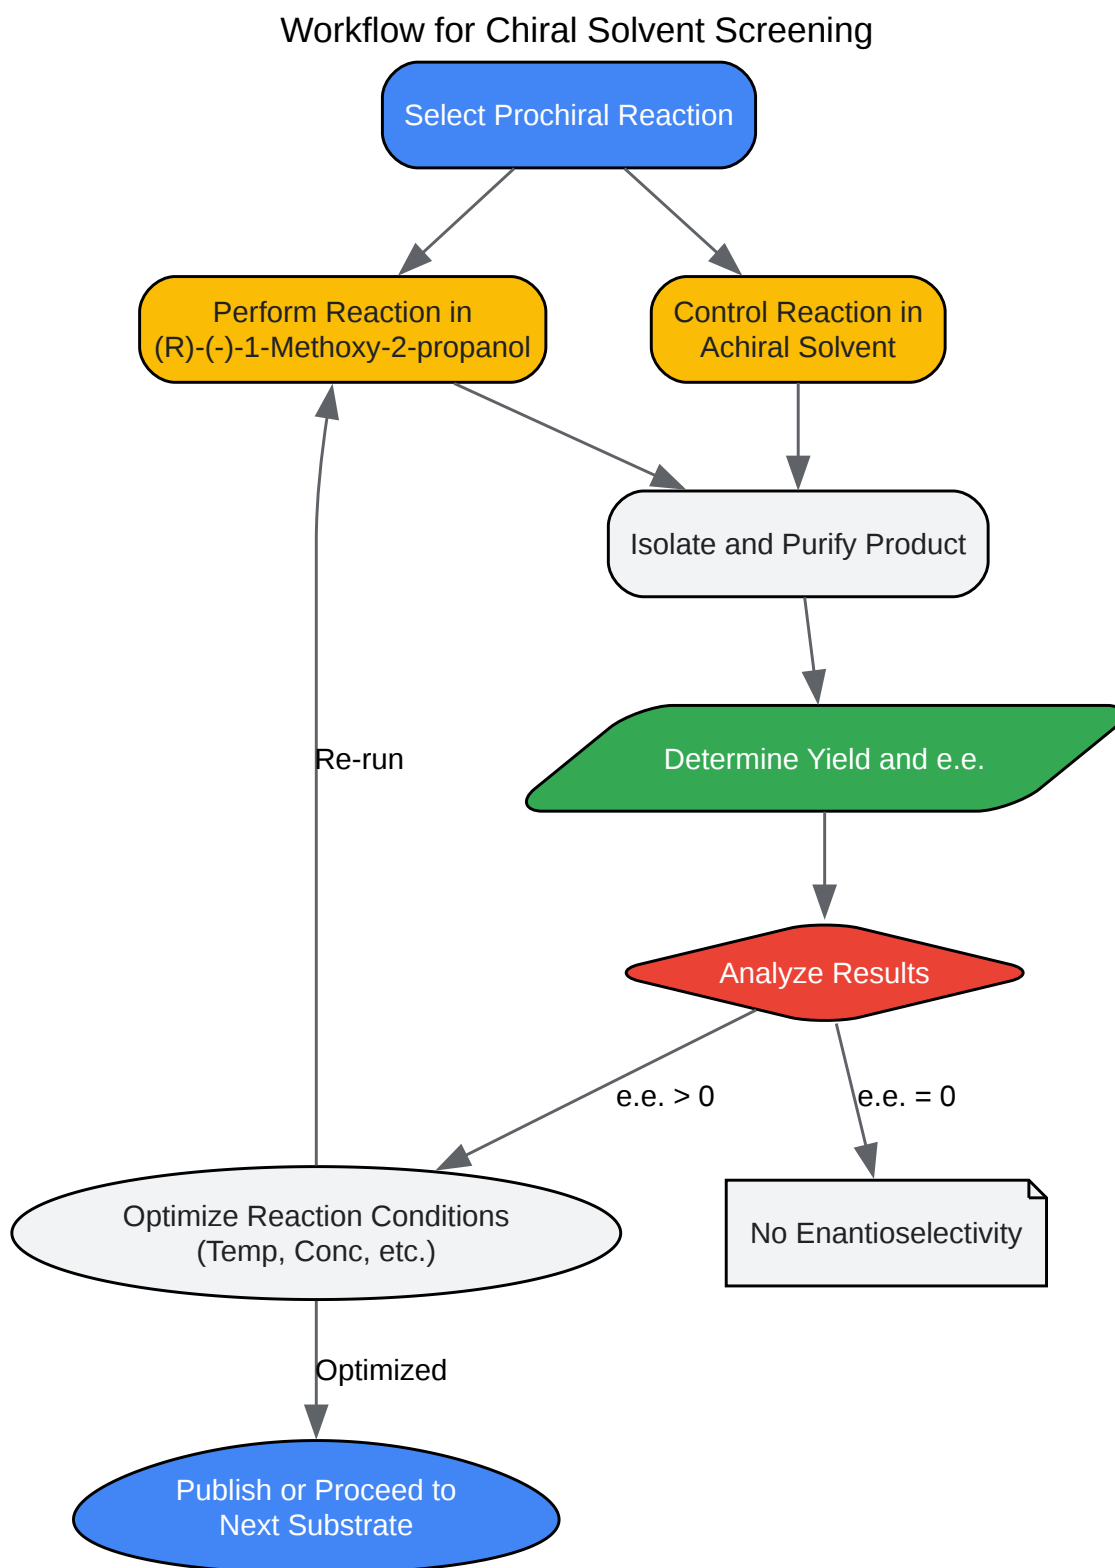 Workflow for Chiral Solvent Screening
Select Prochiral Reaction
Perform Reaction in
(R)-(-)-1-Methoxy-2-propanol
Control Reaction in
Achiral Solvent
Isolate and Purify Product
Re-run
Determine Yield and e.e.
Analyze Results
e.e. > 0
e.e. = 0
Optimize Reaction Conditions
(Temp, Conc, etc.)
No Enantioselectivity
Optimized
Publish or Proceed to
Next Substrate